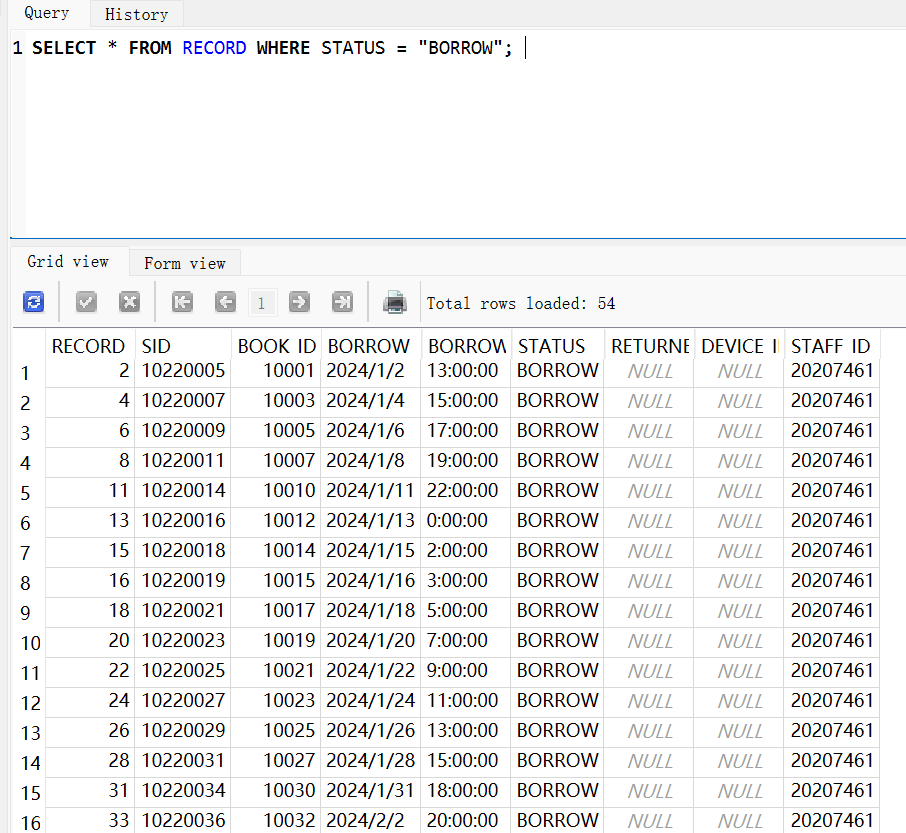 Query History
1 SELECT * FROM RECORD WHERE STATUS = "BORROW";
Grid view Form view
1 Total rows loaded: 54
RECORD SID BOOK ID BORROW BORROW STATUS RETURNE DEVICE I STAFF ID
1 2 10220005 10001 2024/1/2 13:00:00 BORROW NULL NULL 20207461
2 4 10220007 10003 2024/1/4 15:00:00 BORROW NULL NULL 20207461
3 6 10220009 10005 2024/1/6 17:00:00 BORROW NULL NULL 20207461
4 8 10220011 10007 2024/1/8 19:00:00 BORROW NULL NULL 20207461
5 11 10220014 10010 2024/1/11 22:00:00 BORROW NULL NULL 20207461
6 13 10220016 10012 2024/1/13 0:00:00 BORROW NULL NULL 20207461
7 15 10220018 10014 2024/1/15 2:00:00 BORROW NULL NULL 20207461
8 16 10220019 10015 2024/1/16 3:00:00 BORROW NULL NULL 20207461
9 18 10220021 10017 2024/1/18 5:00:00 BORROW NULL NULL 20207461
10 20 10220023 10019 2024/1/20 7:00:00 BORROW NULL NULL 20207461
11 22 10220025 10021 2024/1/22 9:00:00 BORROW NULL NULL 20207461
12 24 10220027 10023 2024/1/24 11:00:00 BORROW NULL NULL 20207461
13 26 10220029 10025 2024/1/26 13:00:00 BORROW NULL NULL 20207461
14 28 10220031 10027 2024/1/28 15:00:00 BORROW NULL NULL 20207461
15 31 10220034 10030 2024/1/31 18:00:00 BORROW NULL NULL 20207461
16 33 10220036 10032 2024/2/2 20:00:00 BORROW NULL NULL 20207461